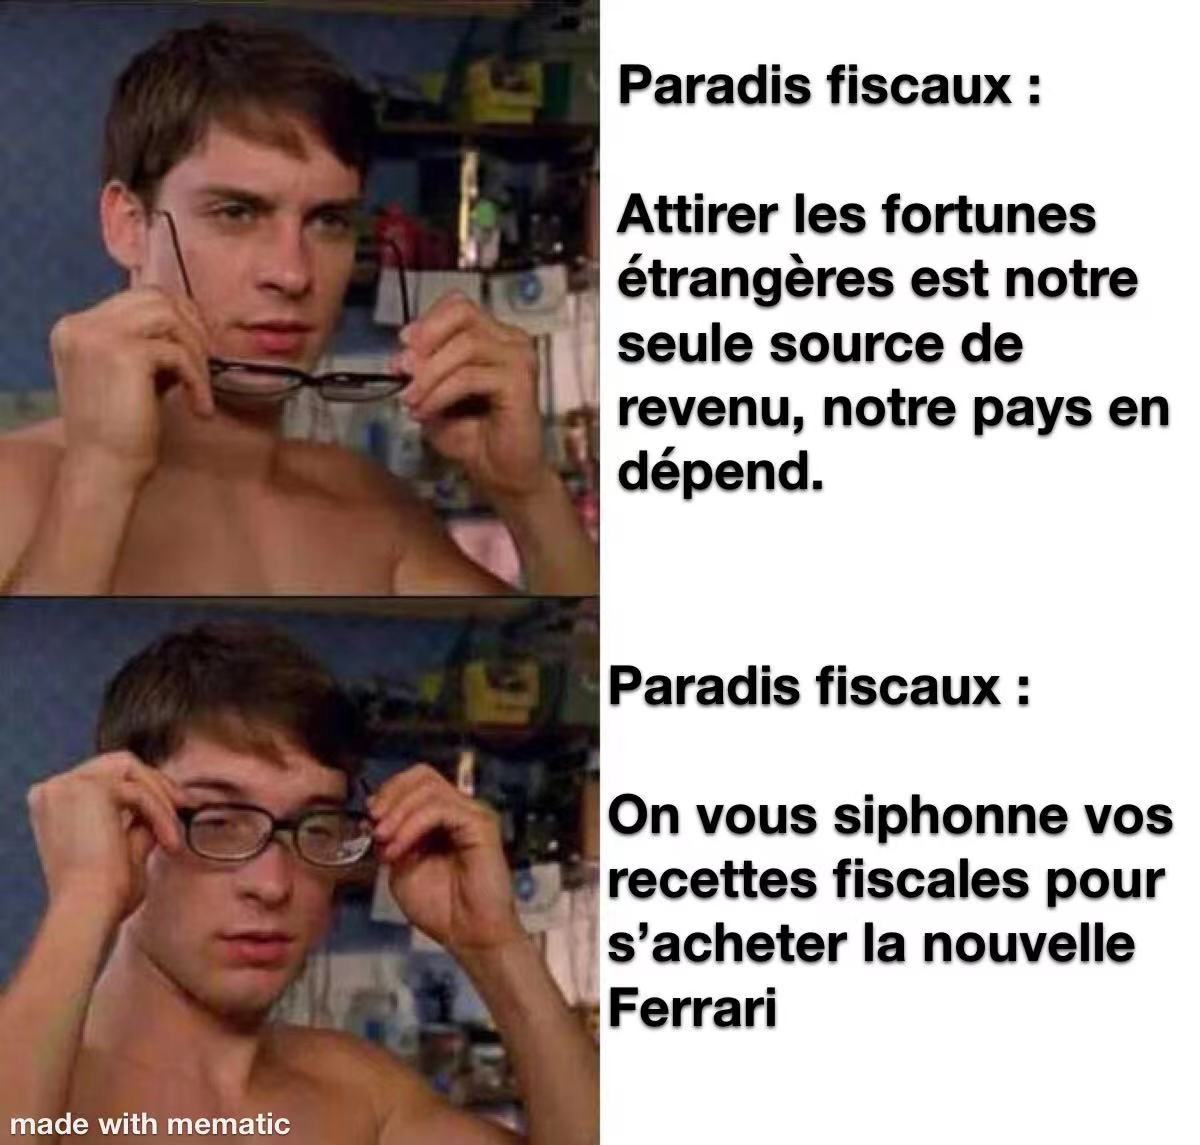 Paradis fiscaux :
Attirer les fortunes
étrangères est notre
seule source de
revenu, notre pays en
dépend.
Paradis fiscaux :
On vous siphonne vos
recettes fiscales pour
s’acheter la nouvelle
Ferrari
made with mematic